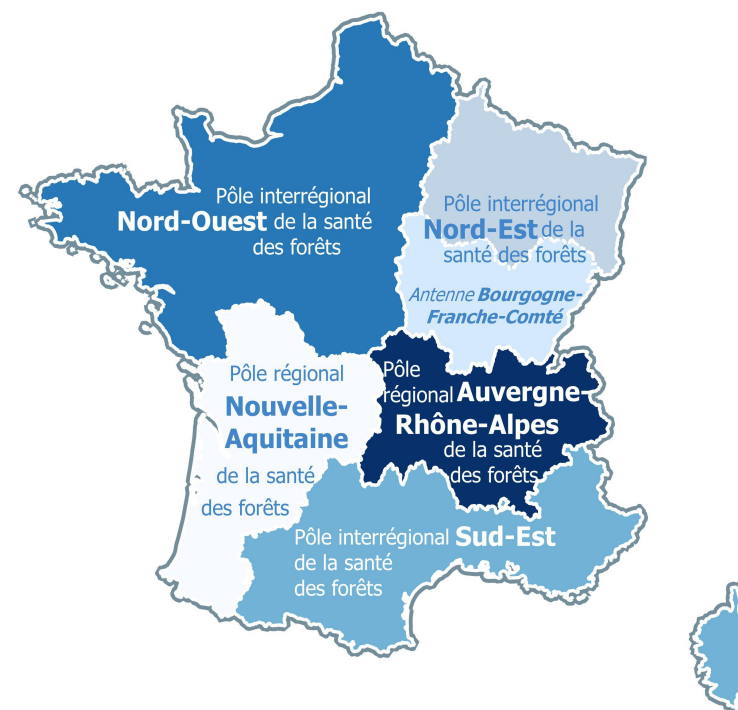 Pôle interrégional
Nord-Ouest de la santé
des forêts
Pôle interrégional
Nord-Est de la
santé des forêts
Antenne Bourgogne-
Franche-Comté
Pôle régional
Nouvelle-
Aquitaine
de la santé
des forêts
Pôle
régional Auvergne-
Rhône-Alpes
de la santé
des forêts
Pôle interrégional Sud-Est
de la santé
des forêts